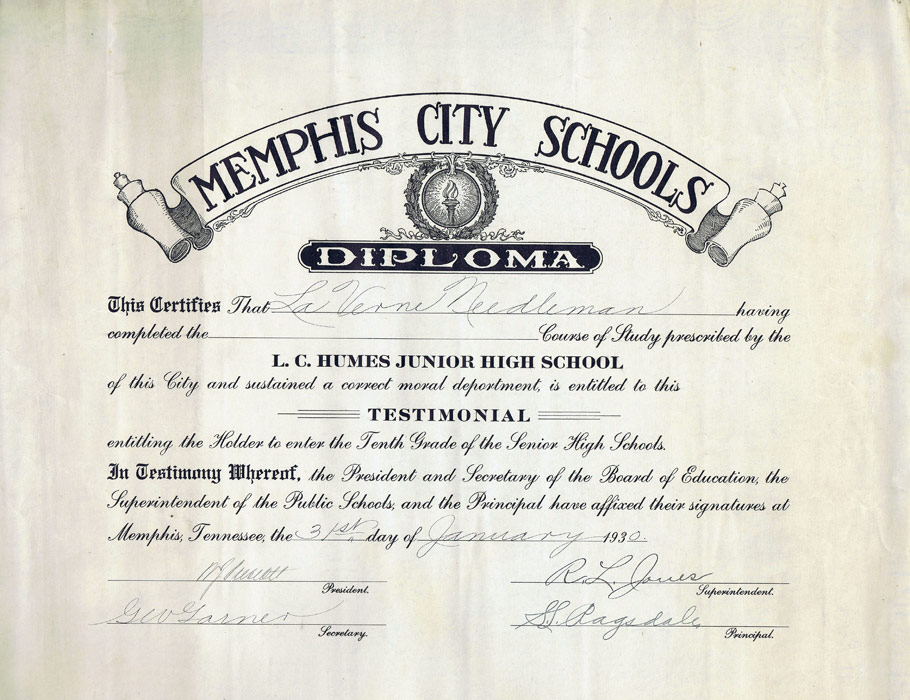 MEMPHIS CITY SCHOOLS
DIPLOMA
This Certifies That La Verne Needleman having
completed the Course of Study prescribed by the
L. C. HUMES JUNIOR HIGH SCHOOL
of this City and sustained a correct moral deportment, is entitled to this
TESTIMONIAL
entitling the Holder to enter the Tenth Grade of the Senior High Schools.
In Testimony Whereof, the President and Secretary of the Board of Education, the
Superintendent of the Public Schools, and the Principal have affixed their signatures at
Memphis, Tennessee, the 31st day of January 1930.
R. L. Jones
President. Superintendent.
Geo Garner Ragsdale
Secretary. Principal.